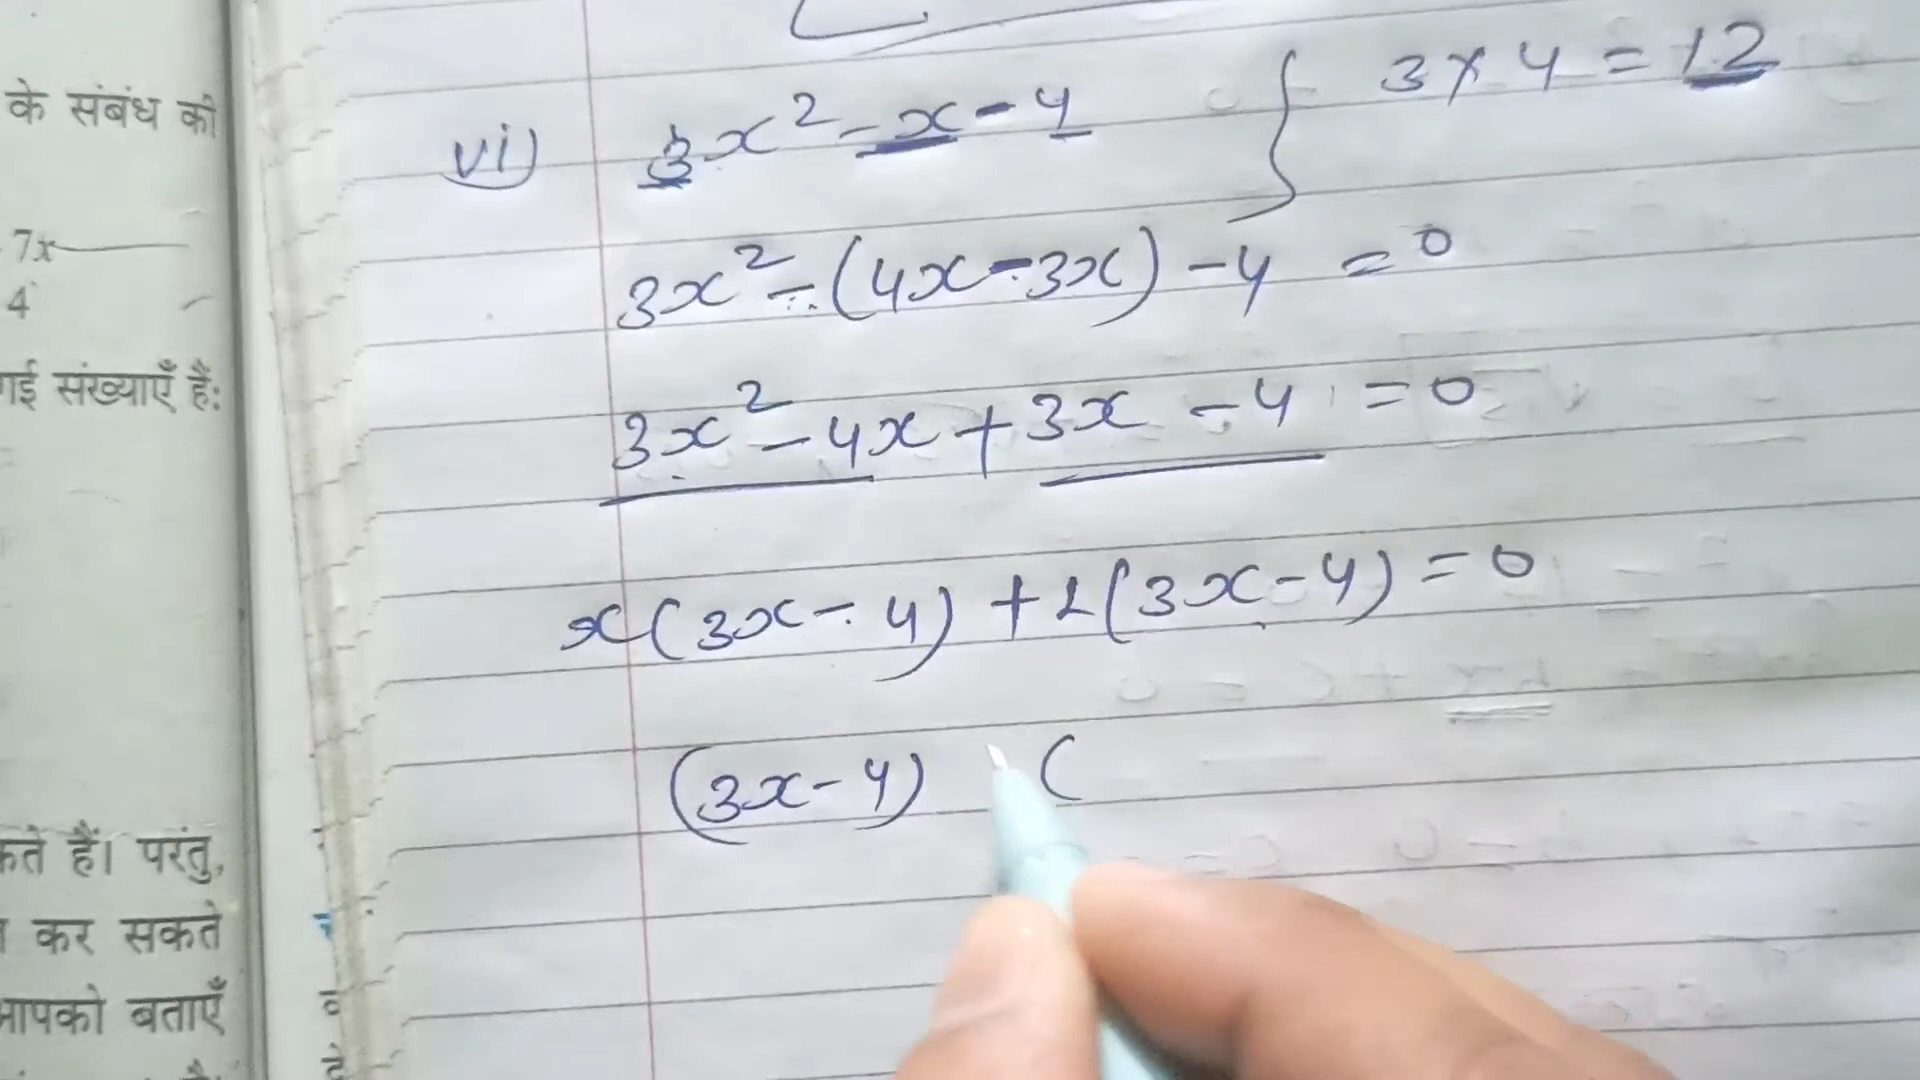 के संबंध को
7x
4
गई संख्याएँ हैं:
कते हैं। परंतु,
कर सकते
आपको बताएँ
vi) 3x² - x - 4 } 3 x 4 = 12
3x² - (4x - 3x) - 4 = 0
3x² - 4x + 3x - 4 = 0
x(3x - 4) + 1(3x - 4) = 0
(3x - 4) (